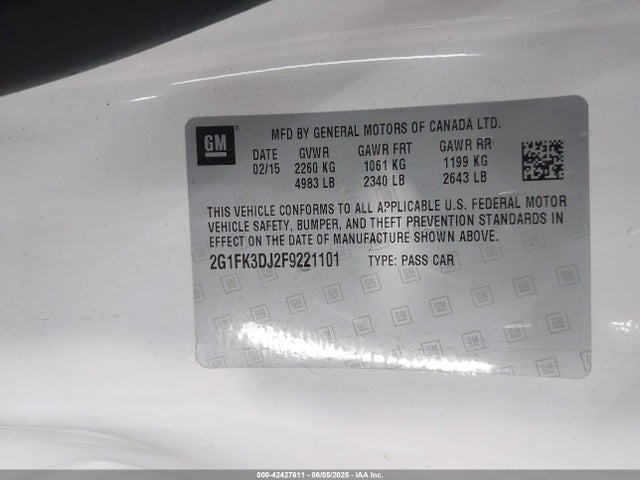 GM
MFD BY GENERAL MOTORS OF CANADA LTD.
DATE GVWR GAWR FRT GAWR RR
02/15 2260 KG 1061 KG 1199 KG
4983 LB 2340 LB 2643 LB
THIS VEHICLE CONFORMS TO ALL APPLICABLE U.S. FEDERAL MOTOR
VEHICLE SAFETY, BUMPER, AND THEFT PREVENTION STANDARDS IN
EFFECT ON THE DATE OF MANUFACTURE SHOWN ABOVE.
2G1FK3DJ2F9221101 TYPE: PASS CAR
000-42427611 - 06/05/2025 - IAA Inc.